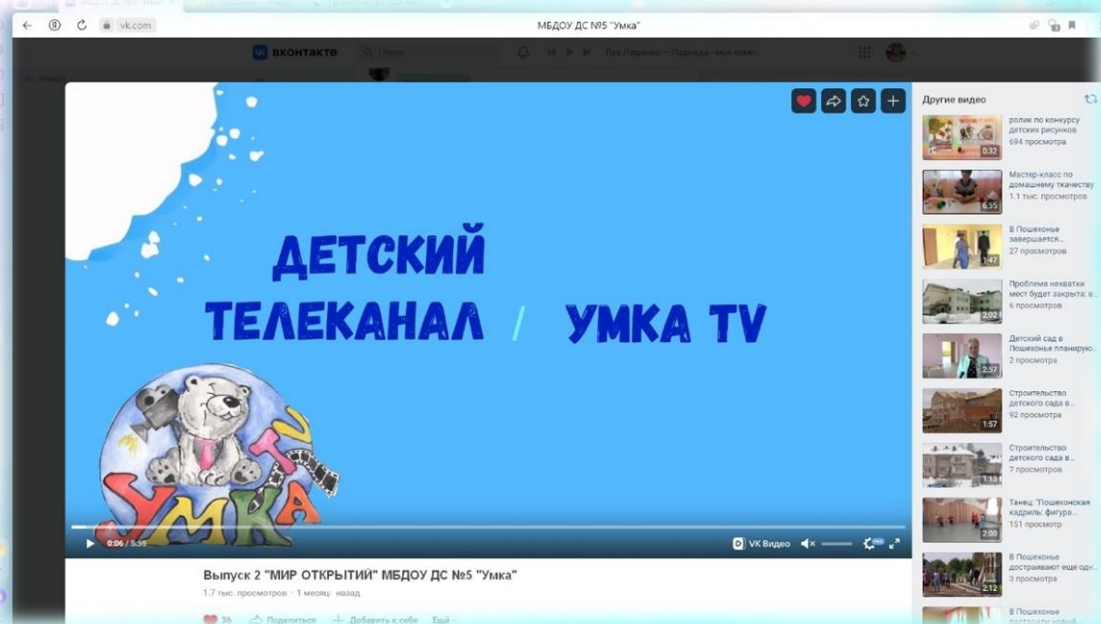 vk.com
МБДОУ ДС №5 "Умка"
ВКОНТАКТЕ
Поиск
ДЕТСКИЙ
ТЕЛЕКАНАЛ / УМКА TV
УМКА TV
0:06 / 5:55
VK Видео
Выпуск 2 "МИР ОТКРЫТИЙ" МБДОУ ДС №5 "Умка"
1.7 тыс. просмотров · 1 месяц назад
36
Поделиться
Добавить к себе
Ещё
Другие видео
0:32
ролик по конкурсу
детских рисунков
694 просмотра
6:55
Мастер-класс по
домашнему ткачеству
1.1 тыс. просмотров
1:47
В Пошехонье
завершается...
27 просмотров
2:02
Проблема нехватки
мест будет закрыта: в...
6 просмотров
2:57
Детский сад в
Пошехонье планирую...
2 просмотра
1:57
Строительство
детского сада в...
92 просмотра
1:13
Строительство
детского сада в...
7 просмотров
2:00
Танец: "Пошехонская
кадриль: фигура...
151 просмотр
2:12
В Пошехонье
достраивают еще одн...
3 просмотра
В Пошехонье
построили новый